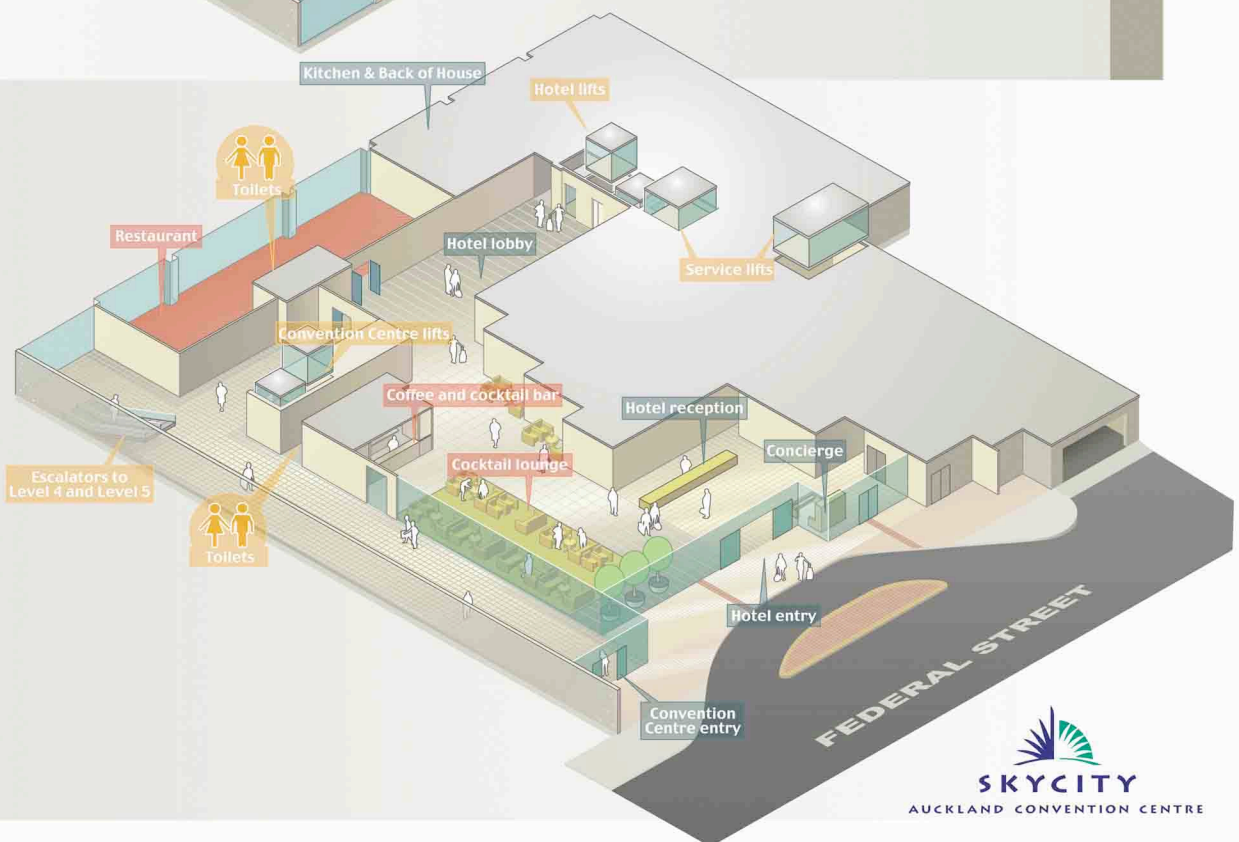 Kitchen & Back of House
Hotel lifts
Toilets
Restaurant
Hotel lobby
Service lifts
Convention Centre lifts
Coffee and cocktail bar
Hotel reception
Concierge
Cocktail lounge
Escalators to
Level 4 and Level 5
Toilets
Hotel entry
Convention
Centre entry
FEDERAL STREET
SKYCITY
AUCKLAND CONVENTION CENTRE